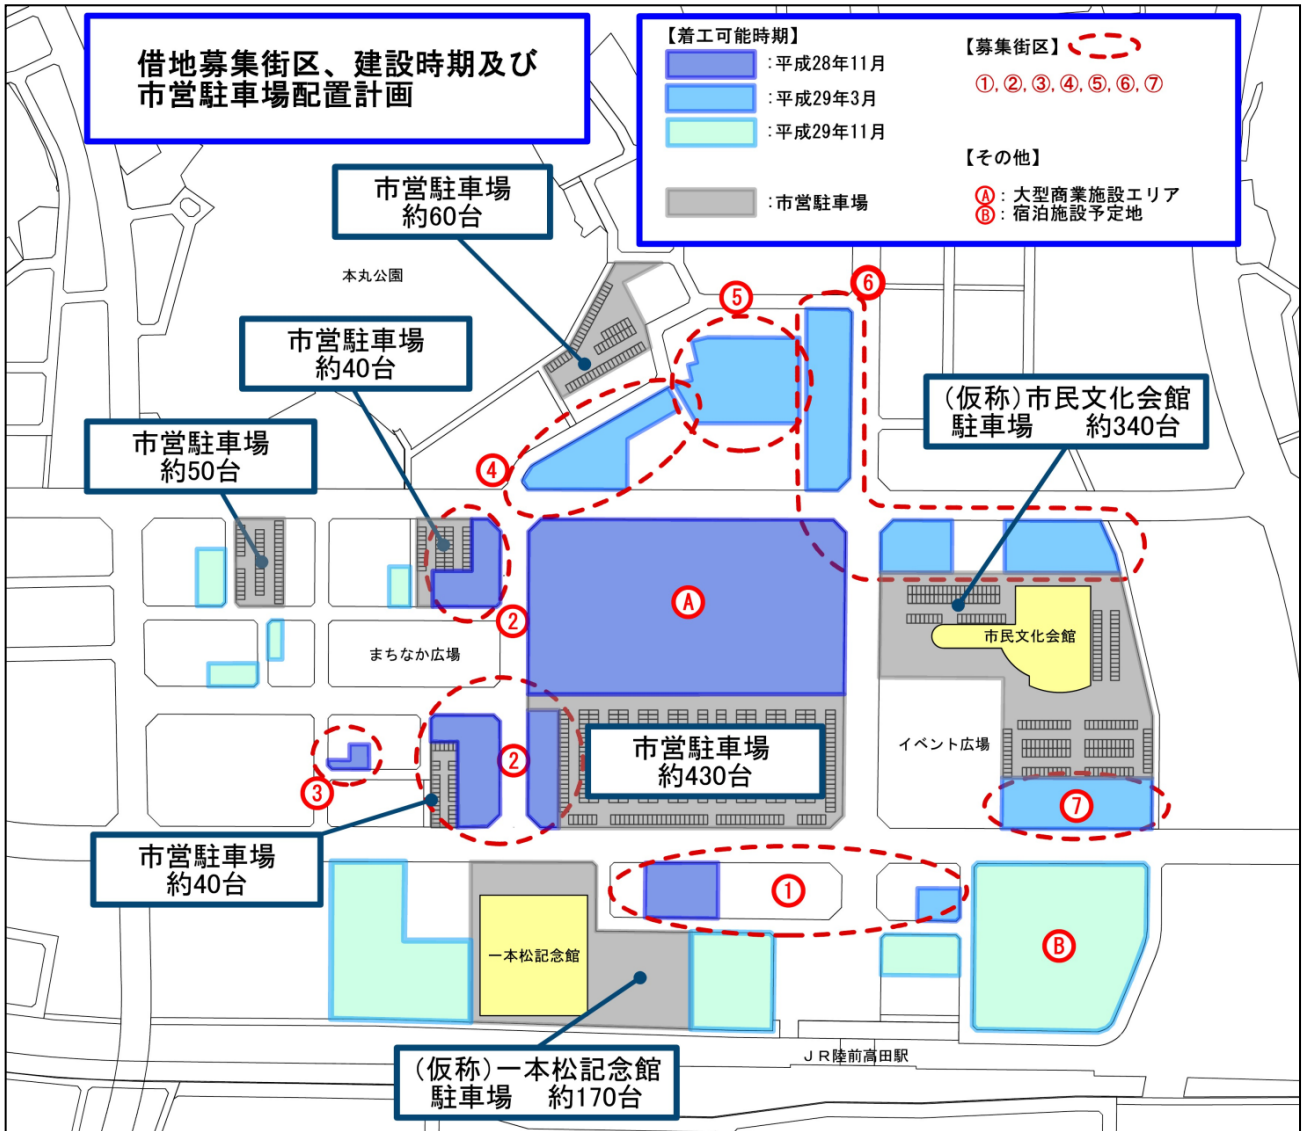 借地募集街区、建設時期及び
市営駐車場配置計画
【着工可能時期】
:平成28年11月
:平成29年3月
:平成29年11月
:市営駐車場
【募集街区】
①,②,③,④,⑤,⑥,⑦
【その他】
Ⓐ:大型商業施設エリア
Ⓑ:宿泊施設予定地
市営駐車場
約60台
本丸公園
⑥
⑤
市営駐車場
約40台
(仮称)市民文化会館
駐車場 約340台
市営駐車場
約50台
④
Ⓐ
②
市民文化会館
まちなか広場
イベント広場
市営駐車場
約430台
②
③
⑦
市営駐車場
約40台
①
一本松記念館
Ⓑ
(仮称)一本松記念館
駐車場 約170台
JR陸前高田駅